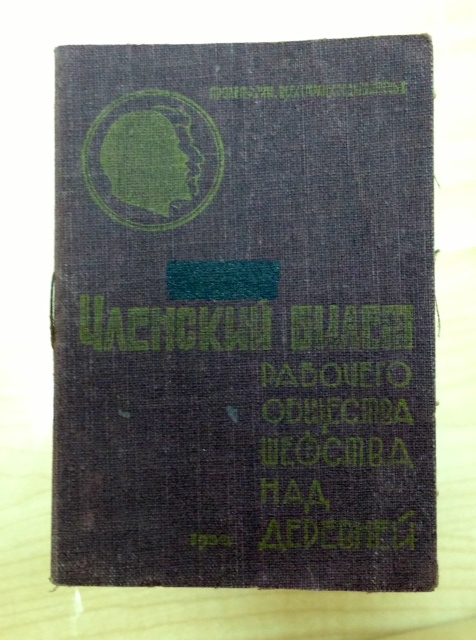 Членский билет
рабочего
общества
шефства
над
деревней